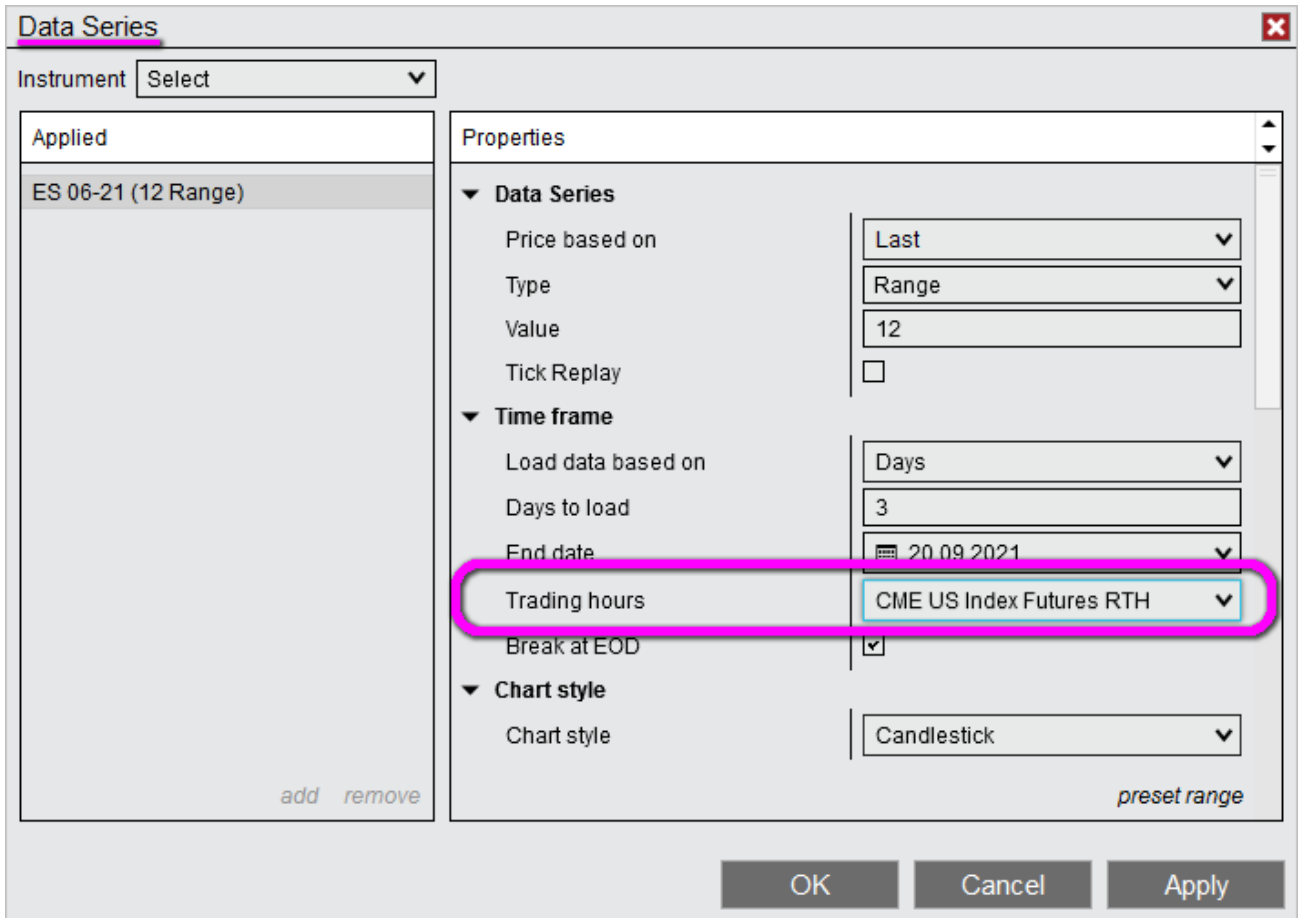 Data Series
Instrument Select
Applied
ES 06-21 (12 Range)
add remove
Properties
Data Series
Price based on Last
Type Range
Value 12
Tick Replay
Time frame
Load data based on Days
Days to load 3
End date 20.09.2021
Trading hours CME US Index Futures RTH
Break at EOD
Chart style
Chart style Candlestick
preset range
OK Cancel Apply